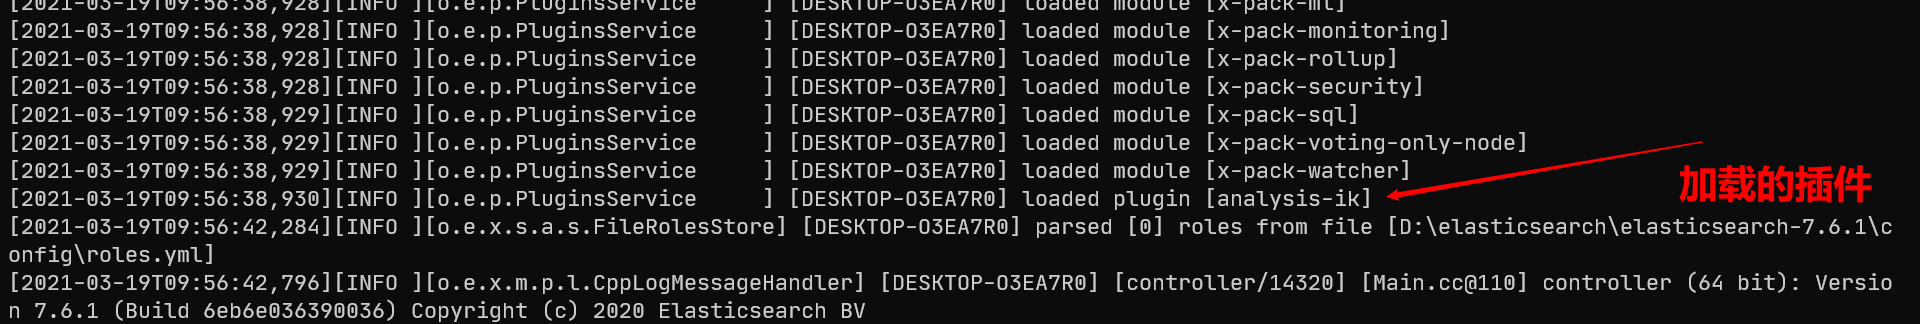 [2021-03-19T09:56:38,928][INFO ][o.e.p.PluginsService     ] [DESKTOP-O3EA7R0] loaded module [x-pack-ml]
[2021-03-19T09:56:38,928][INFO ][o.e.p.PluginsService     ] [DESKTOP-O3EA7R0] loaded module [x-pack-monitoring]
[2021-03-19T09:56:38,928][INFO ][o.e.p.PluginsService     ] [DESKTOP-O3EA7R0] loaded module [x-pack-rollup]
[2021-03-19T09:56:38,928][INFO ][o.e.p.PluginsService     ] [DESKTOP-O3EA7R0] loaded module [x-pack-security]
[2021-03-19T09:56:38,929][INFO ][o.e.p.PluginsService     ] [DESKTOP-O3EA7R0] loaded module [x-pack-sql]
[2021-03-19T09:56:38,929][INFO ][o.e.p.PluginsService     ] [DESKTOP-O3EA7R0] loaded module [x-pack-voting-only-node]
[2021-03-19T09:56:38,929][INFO ][o.e.p.PluginsService     ] [DESKTOP-O3EA7R0] loaded module [x-pack-watcher]
[2021-03-19T09:56:38,930][INFO ][o.e.p.PluginsService     ] [DESKTOP-O3EA7R0] loaded plugin [analysis-ik]
加载的插件
[2021-03-19T09:56:42,284][INFO ][o.e.x.s.a.s.FileRolesStore] [DESKTOP-O3EA7R0] parsed [0] roles from file [D:\elasticsearch\elasticsearch-7.6.1\c
onfig\roles.yml]
[2021-03-19T09:56:42,796][INFO ][o.e.x.m.p.l.CppLogMessageHandler] [DESKTOP-O3EA7R0] [controller/14320] [Main.cc@110] controller (64 bit): Versio
n 7.6.1 (Build 6eb6e036390036) Copyright (c) 2020 Elasticsearch BV